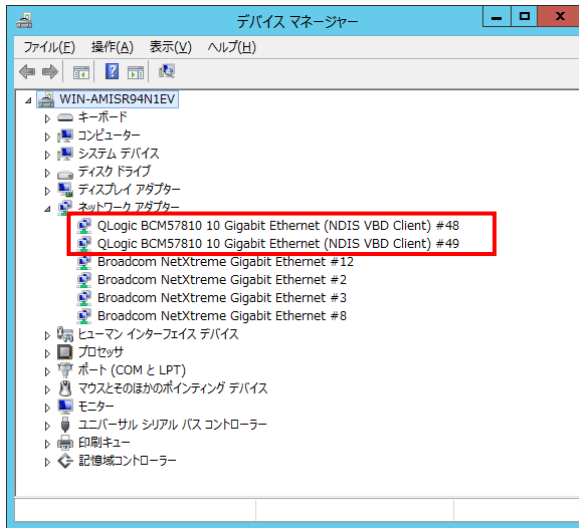 デバイス マネージャー
ファイル(F) 操作(A) 表示(V) ヘルプ(H)
WIN-AMISR94N1EV
キーボード
コンピューター
システム デバイス
ディスク ドライブ
ディスプレイ アダプター
ネットワーク アダプター
QLogic BCM57810 10 Gigabit Ethernet (NDIS VBD Client) #48
QLogic BCM57810 10 Gigabit Ethernet (NDIS VBD Client) #49
Broadcom NetXtreme Gigabit Ethernet #12
Broadcom NetXtreme Gigabit Ethernet #2
Broadcom NetXtreme Gigabit Ethernet #3
Broadcom NetXtreme Gigabit Ethernet #8
ヒューマン インターフェイス デバイス
プロセッサ
ポート (COM と LPT)
マウスとそのほかのポインティング デバイス
モニター
ユニバーサル シリアル バス コントローラー
印刷キュー
記憶域コントローラー